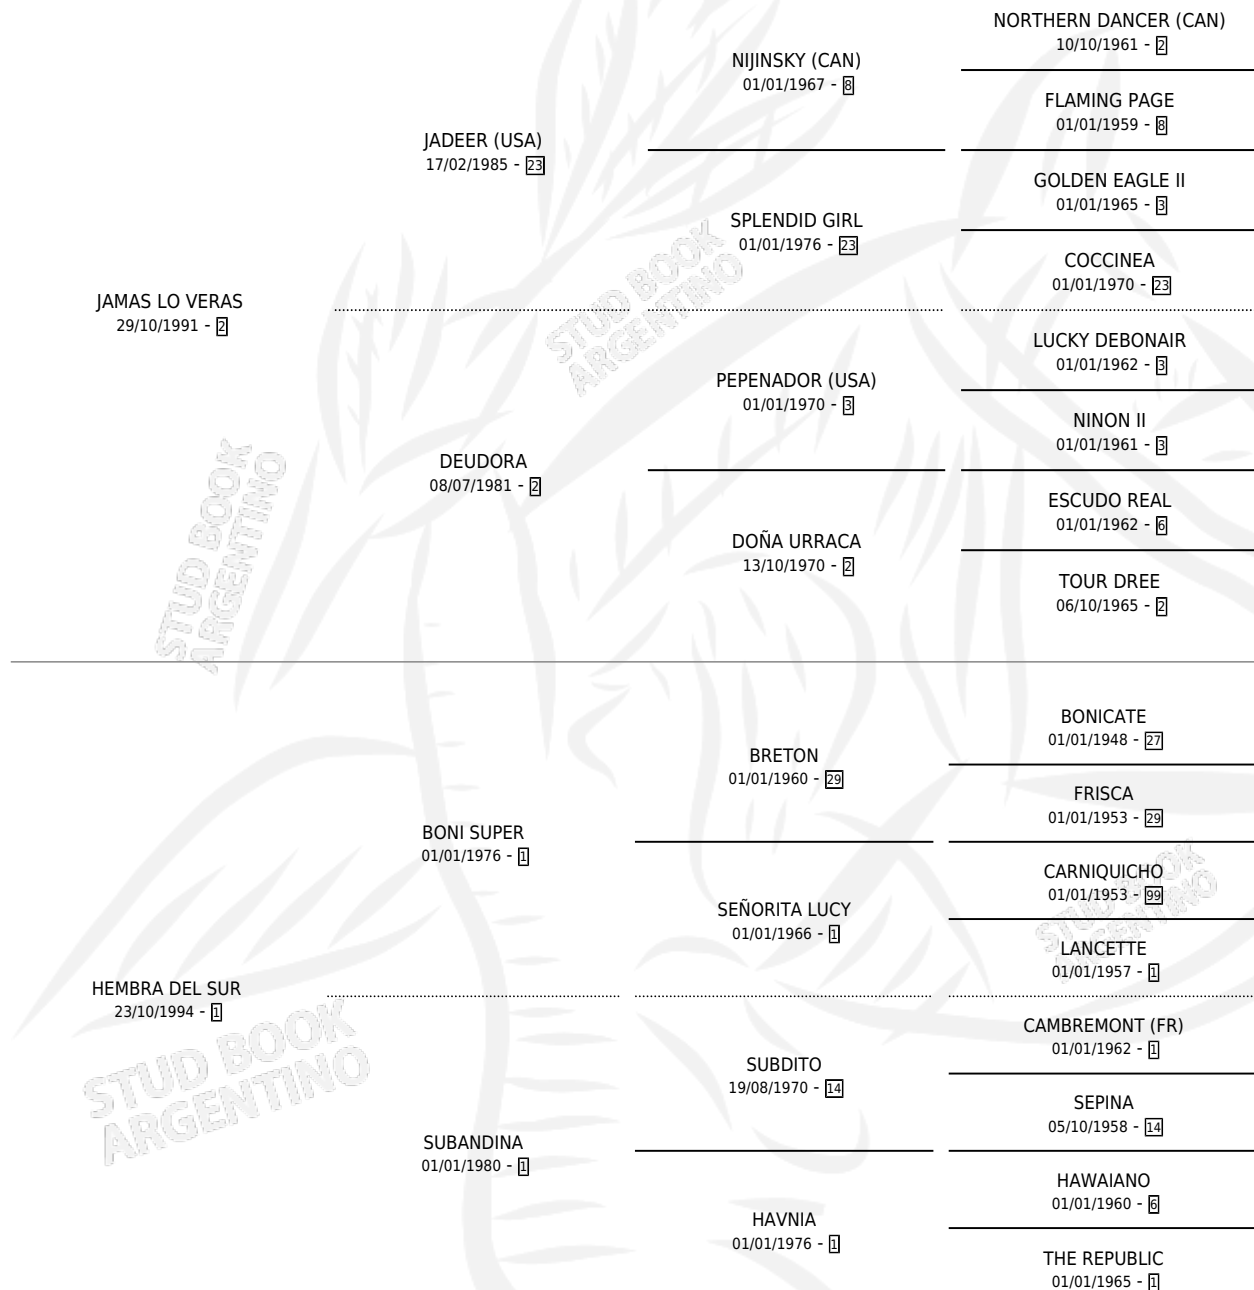 NORTHERN DANCER (CAN)
10/10/1961 - 2
NIJINSKY (CAN)
01/01/1967 - 8
FLAMING PAGE
01/01/1959 - 8
JADEER (USA)
17/02/1985 - 23
GOLDEN EAGLE II
01/01/1965 - 3
SPLENDID GIRL
01/01/1976 - 23
COCCINEA
01/01/1970 - 23
JAMAS LO VERAS
29/10/1991 - 2
LUCKY DEBONAIR
01/01/1962 - 3
PEPENADOR (USA)
01/01/1970 - 3
NINON II
01/01/1961 - 3
DEUDORA
08/07/1981 - 2
ESCUDO REAL
01/01/1962 - 6
DOÑA URRACA
13/10/1970 - 2
TOUR DREE
06/10/1965 - 2
BONICATE
01/01/1948 - 27
BRETON
01/01/1960 - 29
FRISCA
01/01/1953 - 29
BONI SUPER
01/01/1976 - 1
CARNIQUICHO
01/01/1953 - 99
SEÑORITA LUCY
01/01/1966 - 1
LANCETTE
01/01/1957 - 1
HEMBRA DEL SUR
23/10/1994 - 1
CAMBREMONT (FR)
01/01/1962 - 1
SUBDITO
19/08/1970 - 14
SEPINA
05/10/1958 - 14
SUBANDINA
01/01/1980 - 1
HAWAIANO
01/01/1960 - 6
HAVNIA
01/01/1976 - 1
THE REPUBLIC
01/01/1965 - 1
STUD BOOK
ARGENTINO
STUD BOOK
ARGENTINO
STUD BOOK
ARGENTINO
STUD BOOK
ARGENTINO